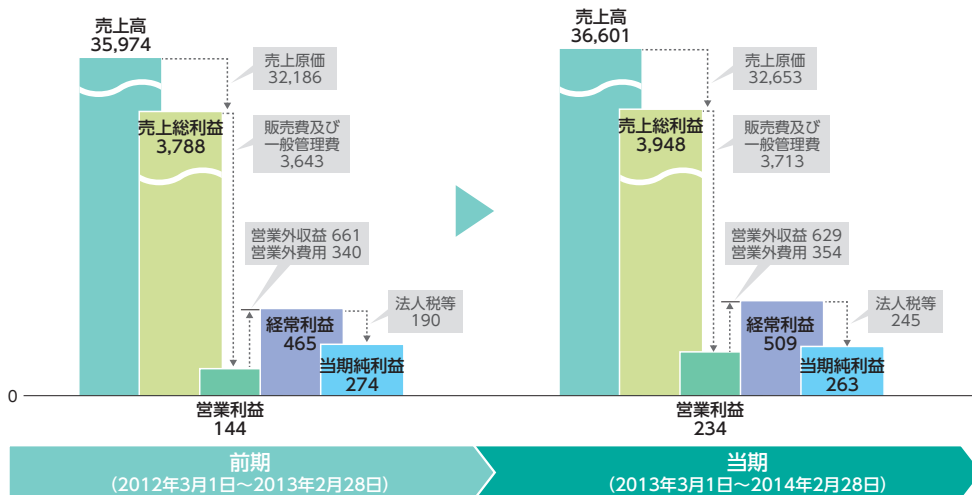 売上高
35,974
売上原価
32,186
売上総利益
3,788
販売費及び
一般管理費
3,643
営業外収益 661
営業外費用 340
経常利益
465
法人税等
190
当期純利益
274
0
営業利益
144
前期
(2012年3月1日～2013年2月28日)
売上高
36,601
売上原価
32,653
売上総利益
3,948
販売費及び
一般管理費
3,713
営業外収益 629
営業外費用 354
経常利益
509
法人税等
245
当期純利益
263
営業利益
234
当期
(2013年3月1日～2014年2月28日)